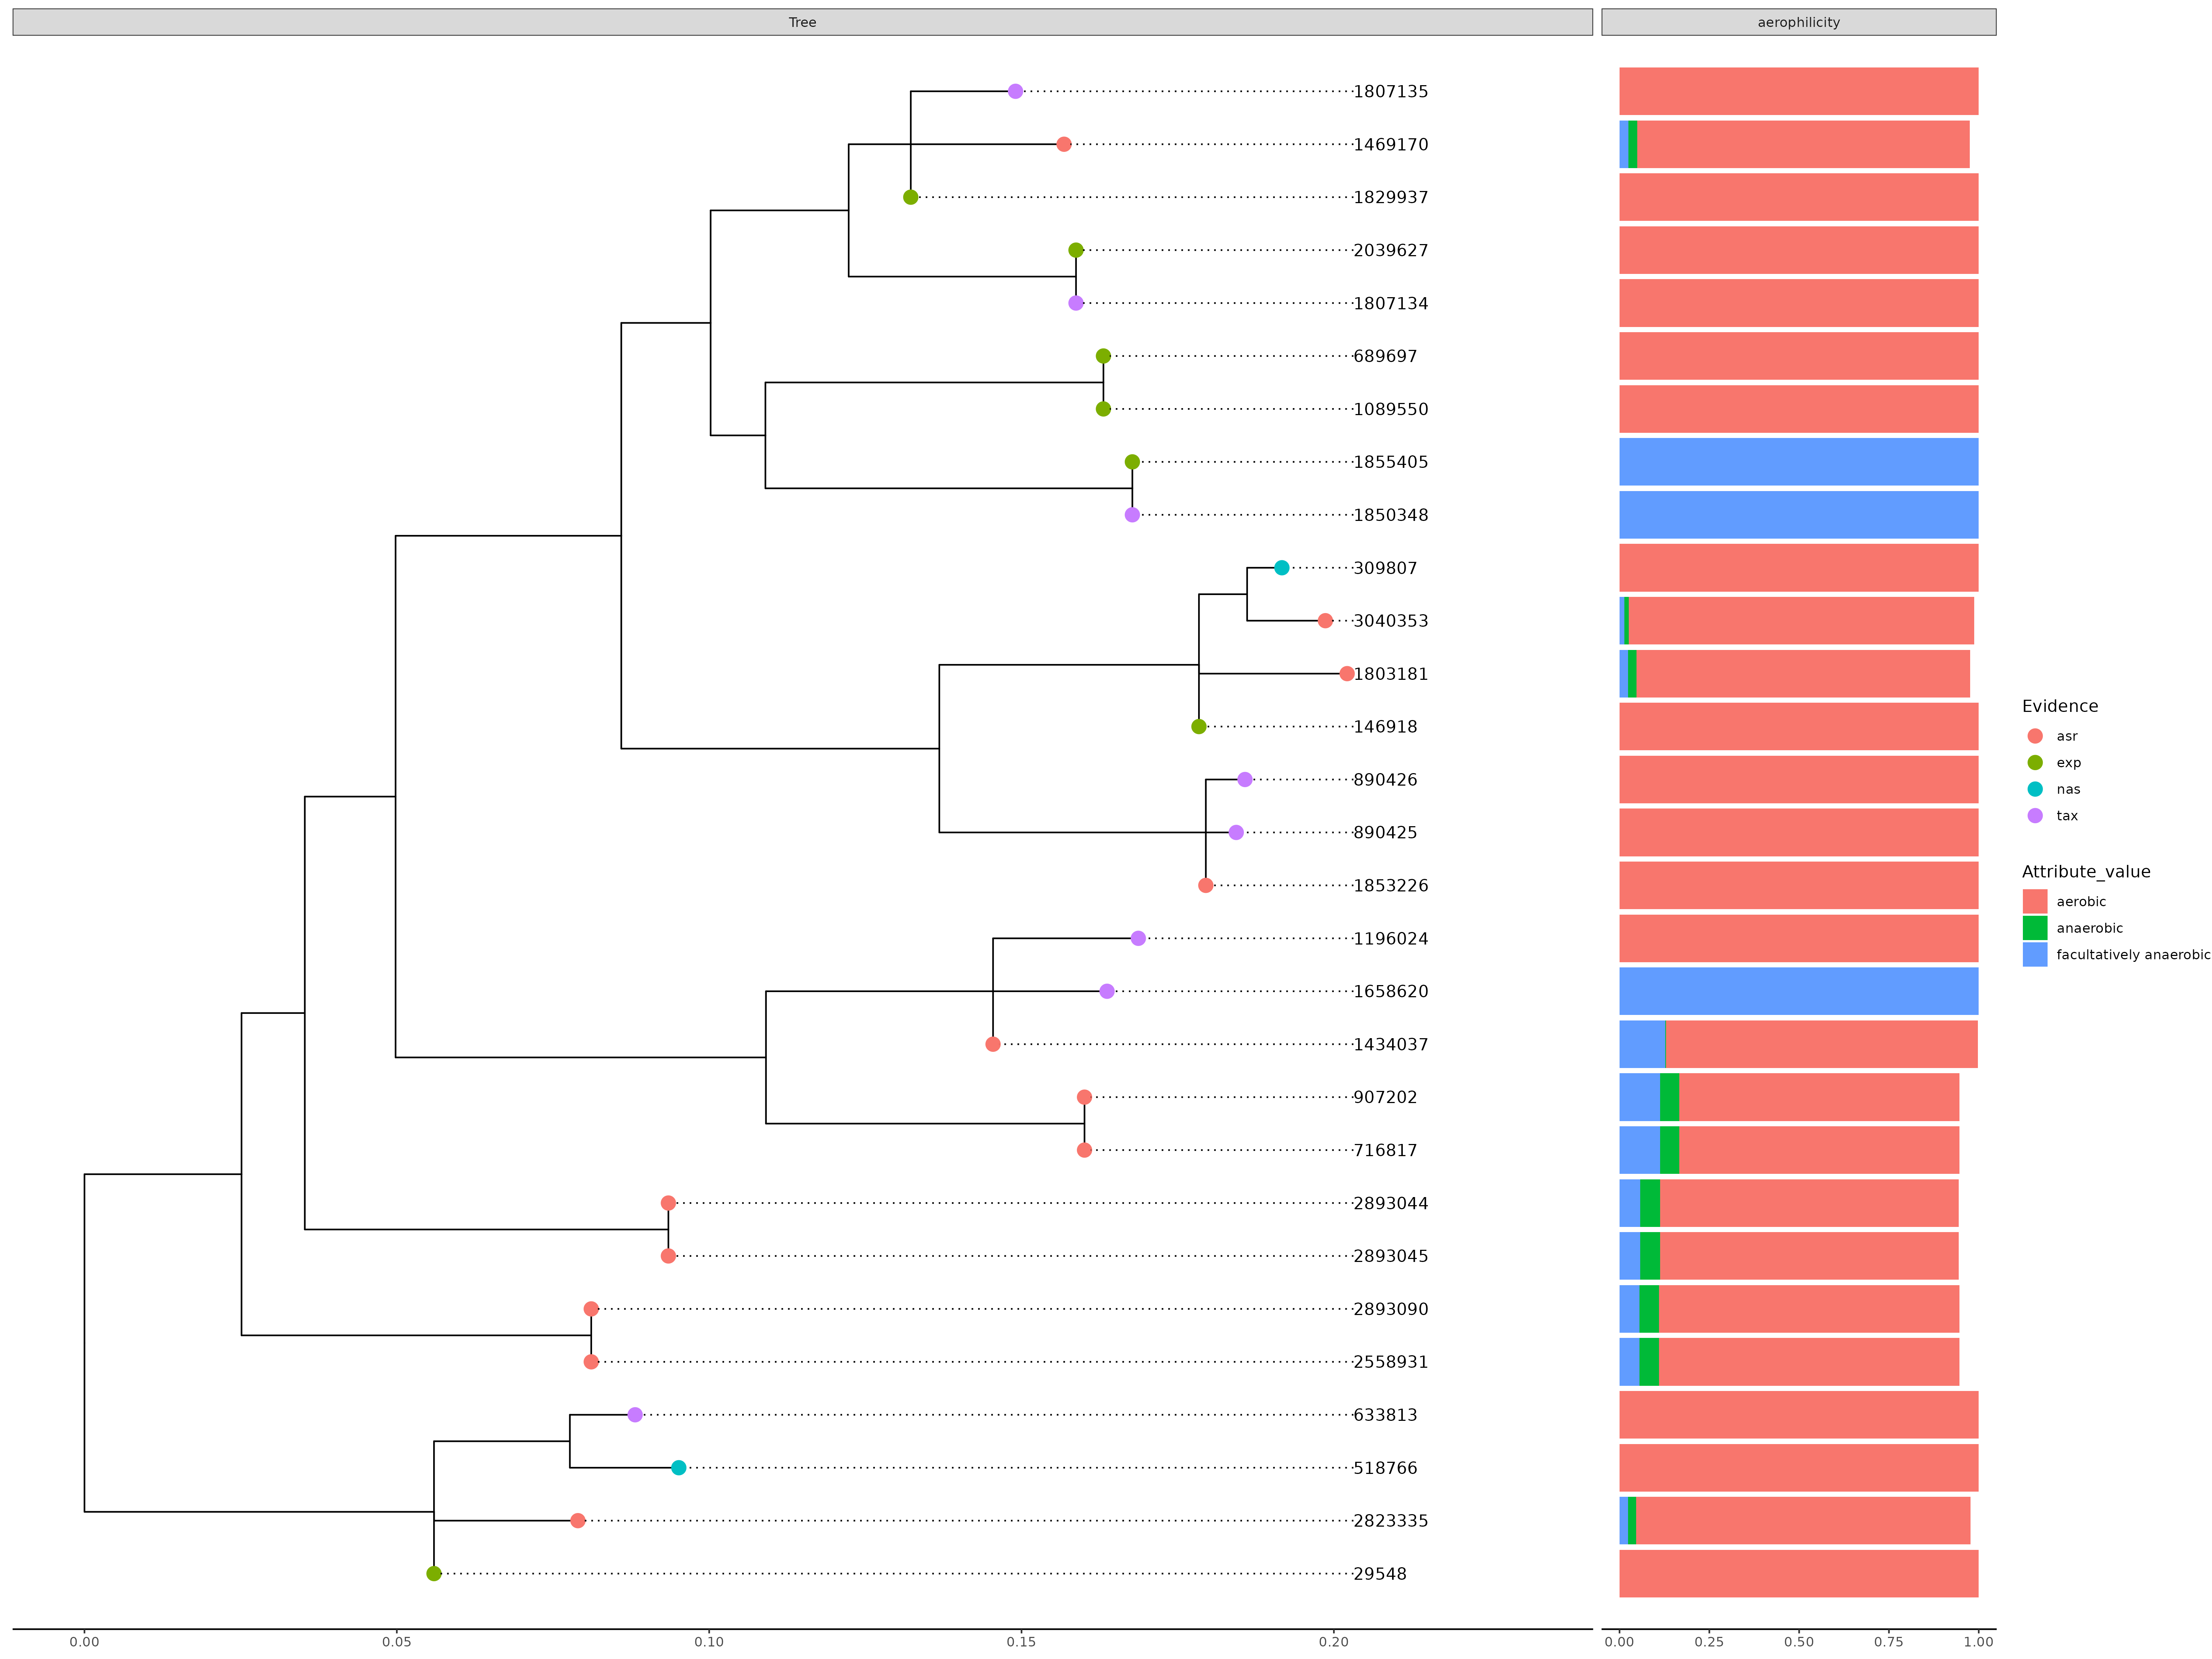 Tree
aerophilicity
1807135
1469170
1829937
2039627
1807134
689697
1089550
1855405
1850348
309807
3040353
1803181
146918
890426
890425
1853226
1196024
1658620
1434037
907202
716817
2893044
2893045
2893090
2558931
633813
518766
2823335
29548
0.00 0.05 0.10 0.15 0.20
0.00 0.25 0.50 0.75 1.00
Evidence
asr
exp
nas
tax
Attribute_value
aerobic
anaerobic
facultatively anaerobic